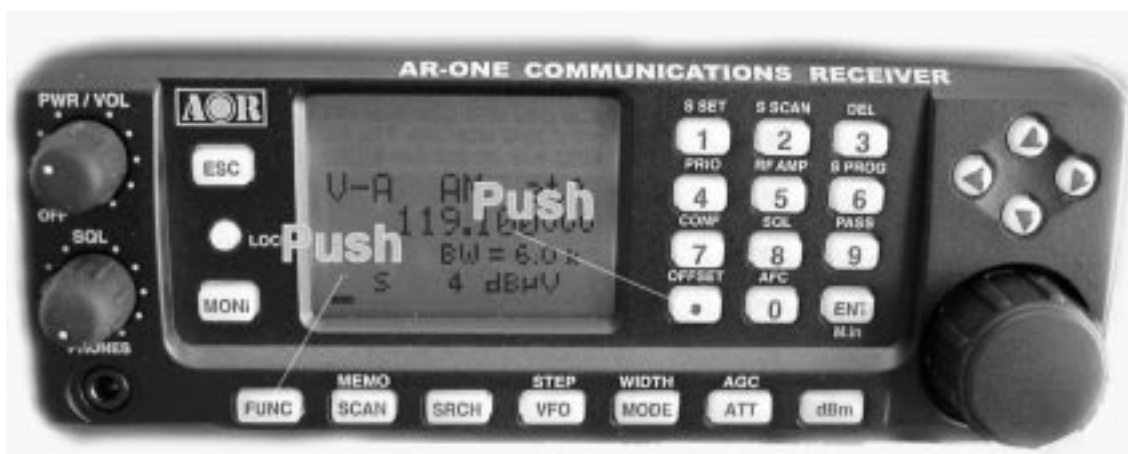 AR-ONE COMMUNICATIONS RECEIVER
PWR / VOL
AOR
S SET S SCAN DEL
1 2 3
ESC
PRIO RF AMP S PROG
V-A AM
4 5 6
OFF
Push
119.100
CONF SQL PASS
SQL
LOC
Push
7 8 9
BW = 6.0
OFFSET AFC
S 4 dBµV
MONi
• 0 ENT
M.in
PHONES
MEMO STEP WIDTH AGC
FUNC SCAN SRCH VFO MODE ATT dBm